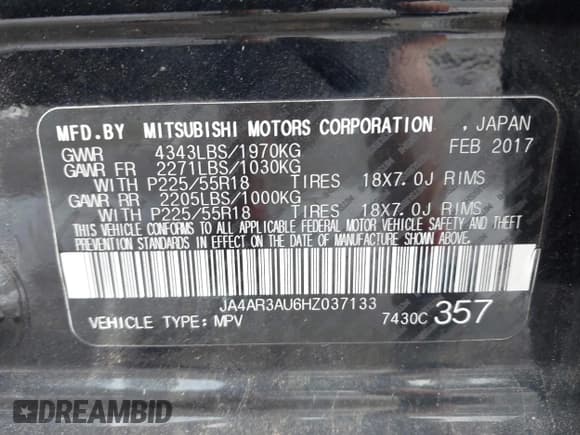 MFD.BY MITSUBISHI MOTORS CORPORATION , JAPAN
GVWR 4343LBS/1970KG FEB 2017
GAWR FR 2271LBS/1030KG
WITH P225/55R18 TIRES 18X7.0J RIMS
GAWR RR 2205LBS/1000KG
WITH P225/55R18 TIRES 18X7.0J RIMS
THIS VEHICLE CONFORMS TO ALL APPLICABLE FEDERAL MOTOR VEHICLE SAFETY AND THEFT
PREVENTION STANDARDS IN EFFECT ON THE DATE OF MANUFACTURE SHOWN ABOVE.
JA4AR3AU6HZ037133
VEHICLE TYPE: MPV 7430C 357
DREAMBID